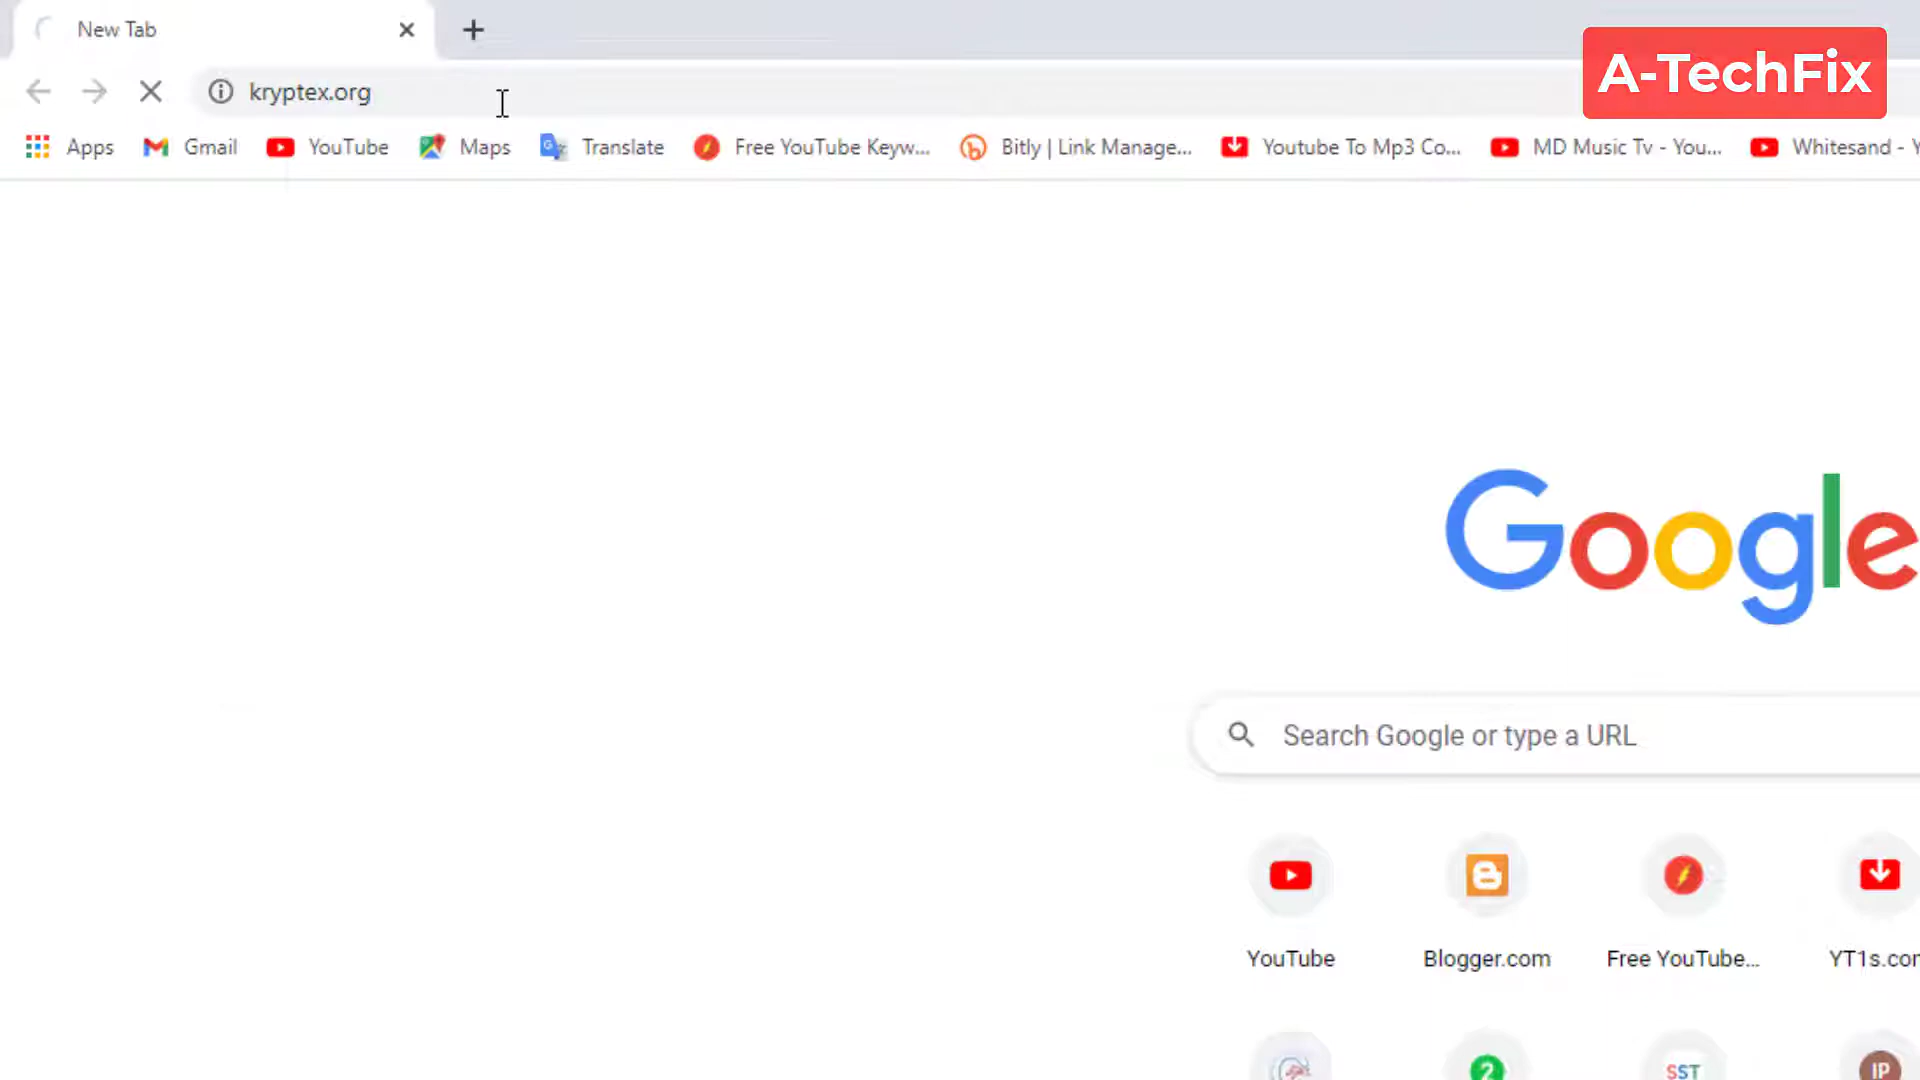 New Tab
A-TechFix
kryptex.org
Apps Gmail YouTube Maps Translate Free YouTube Keyw... Bitly | Link Manage... Youtube To Mp3 Co... MD Music Tv - You... Whitesand - Y
Google
Search Google or type a URL
YouTube Blogger.com Free YouTube... YT1s.com
2 SST IP